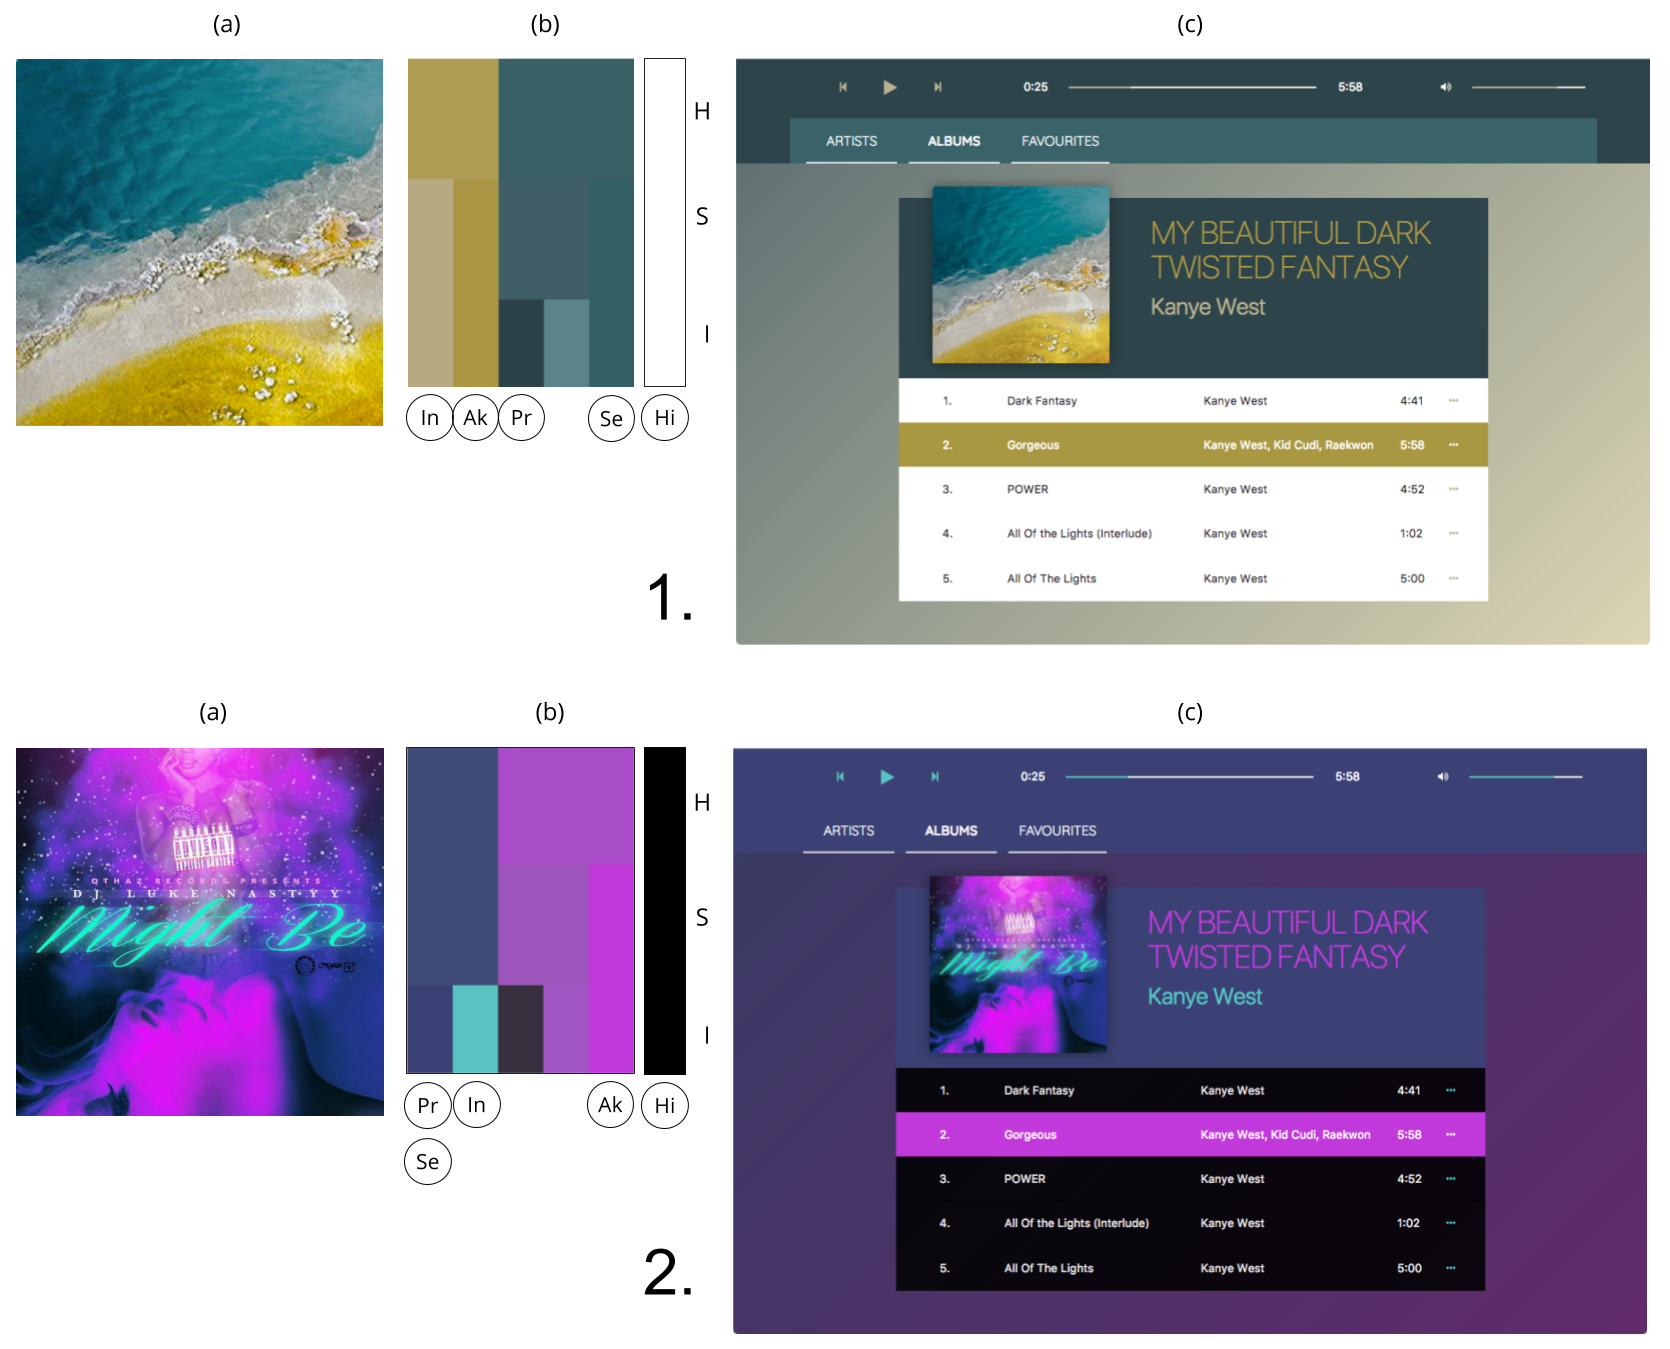 (a)
(b)
(c)
H
S
I
In Ak Pr Se Hi
1.
0:25 5:58
ARTISTS ALBUMS FAVOURITES
MY BEAUTIFUL DARK
TWISTED FANTASY
Kanye West
1. Dark Fantasy Kanye West 4:41 ...
2. Gorgeous Kanye West, Kid Cudi, Raekwon 5:58 ...
3. POWER Kanye West 4:52 ...
4. All Of the Lights (Interlude) Kanye West 1:02 ...
5. All Of The Lights Kanye West 5:00 ...
(a)
(b)
(c)
QTHAZ RECORDS PRESENTS
DJ LUKE NASTYY
Might Be
H
S
I
Pr In Ak Hi
Se
2.
0:25 5:58
ARTISTS ALBUMS FAVOURITES
DJ LUKE NASTYY
Might Be
MY BEAUTIFUL DARK
TWISTED FANTASY
Kanye West
1. Dark Fantasy Kanye West 4:41 ...
2. Gorgeous Kanye West, Kid Cudi, Raekwon 5:58 ...
3. POWER Kanye West 4:52 ...
4. All Of the Lights (Interlude) Kanye West 1:02 ...
5. All Of The Lights Kanye West 5:00 ...